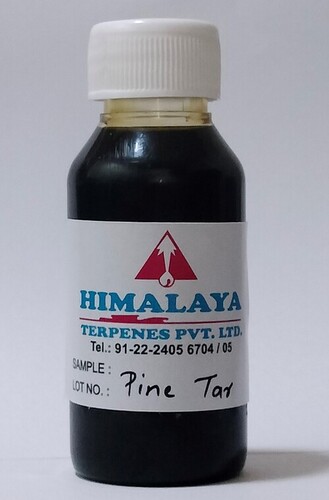 HIMALAYA
TERPENES PVT. LTD.
Tel.: 91-22-2405 6704 / 05
SAMPLE :
LOT NO. : Pine Tar